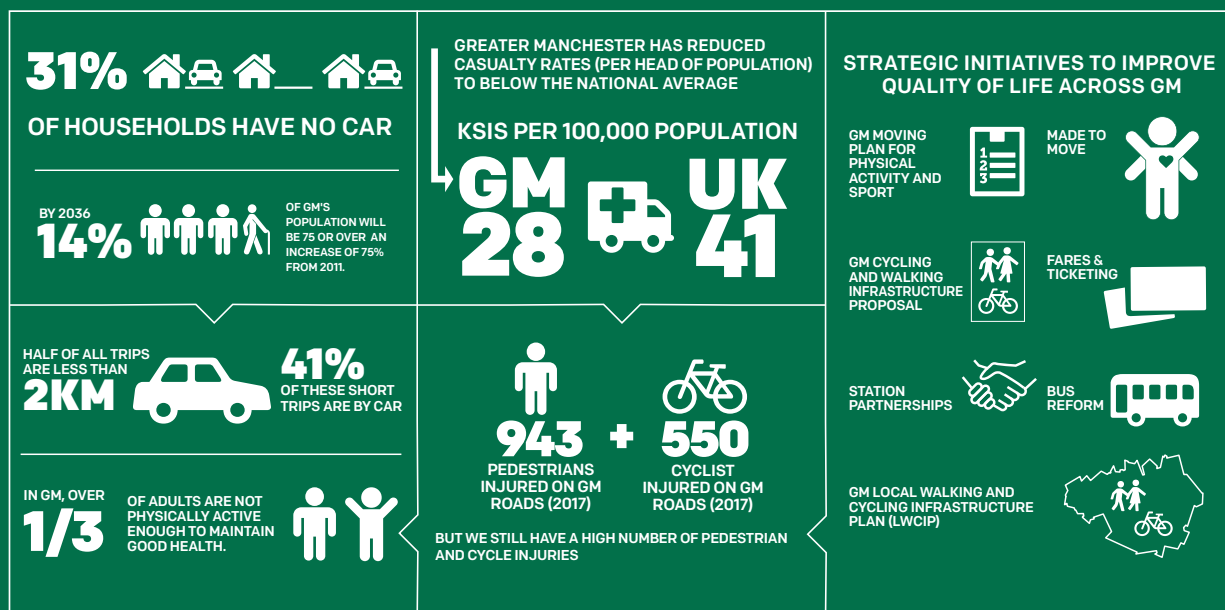 31%
OF HOUSEHOLDS HAVE NO CAR
BY 2036
14%
OF GM'S
POPULATION WILL
BE 75 OR OVER AN
INCREASE OF 75%
FROM 2011.
HALF OF ALL TRIPS
ARE LESS THAN
2KM
41%
OF THESE SHORT
TRIPS ARE BY CAR
IN GM, OVER
1/3
OF ADULTS ARE NOT
PHYSICALLY ACTIVE
ENOUGH TO MAINTAIN
GOOD HEALTH.
GREATER MANCHESTER HAS REDUCED
CASUALTY RATES (PER HEAD OF POPULATION)
TO BELOW THE NATIONAL AVERAGE
KSIS PER 100,000 POPULATION
GM
28
UK
41
943
PEDESTRIANS
INJURED ON GM
ROADS (2017)
+
550
CYCLIST
INJURED ON GM
ROADS (2017)
BUT WE STILL HAVE A HIGH NUMBER OF PEDESTRIAN
AND CYCLE INJURIES
STRATEGIC INITIATIVES TO IMPROVE
QUALITY OF LIFE ACROSS GM
GM MOVING
PLAN FOR
PHYSICAL
ACTIVITY AND
SPORT
1
2
3
MADE TO
MOVE
GM CYCLING
AND WALKING
INFRASTRUCTURE
PROPOSAL
FARES &
TICKETING
STATION
PARTNERSHIPS
BUS
REFORM
GM LOCAL WALKING AND
CYCLING INFRASTRUCTURE
PLAN (LWCIP)